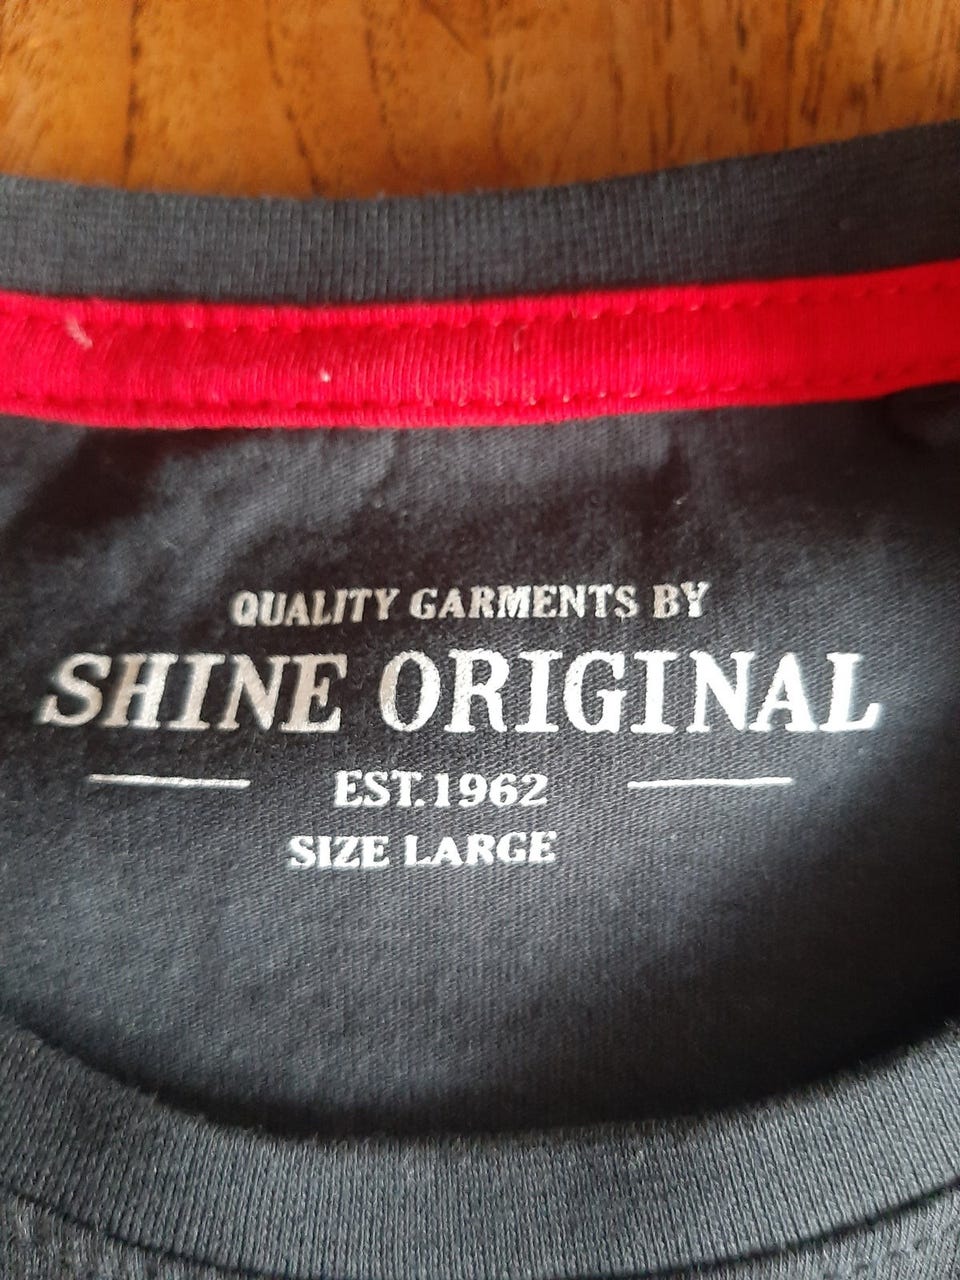 QUALITY GARMENTS BY
SHINE ORIGINAL
EST.1962
SIZE LARGE